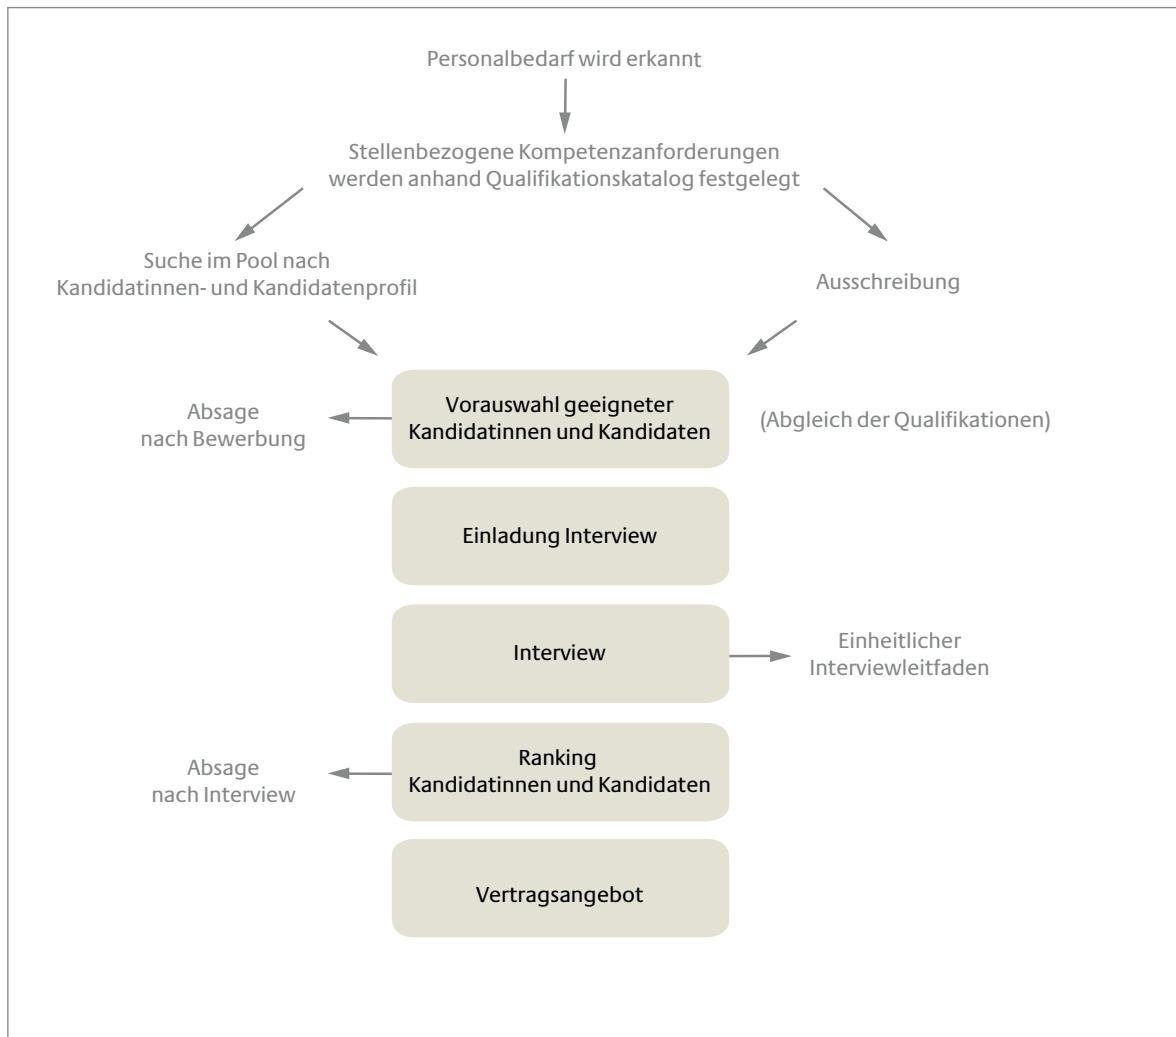 Personalbedarf wird erkannt
Stellenbezogene Kompetenzanforderungen
werden anhand Qualifikationskatalog festgelegt
Suche im Pool nach
Kandidatinnen- und Kandidatenprofil
Ausschreibung
Absage
nach Bewerbung
Vorauswahl geeigneter
Kandidatinnen und Kandidaten
(Abgleich der Qualifikationen)
Einladung Interview
Interview
Einheitlicher
Interviewleitfaden
Absage
nach Interview
Ranking
Kandidatinnen und Kandidaten
Vertragsangebot